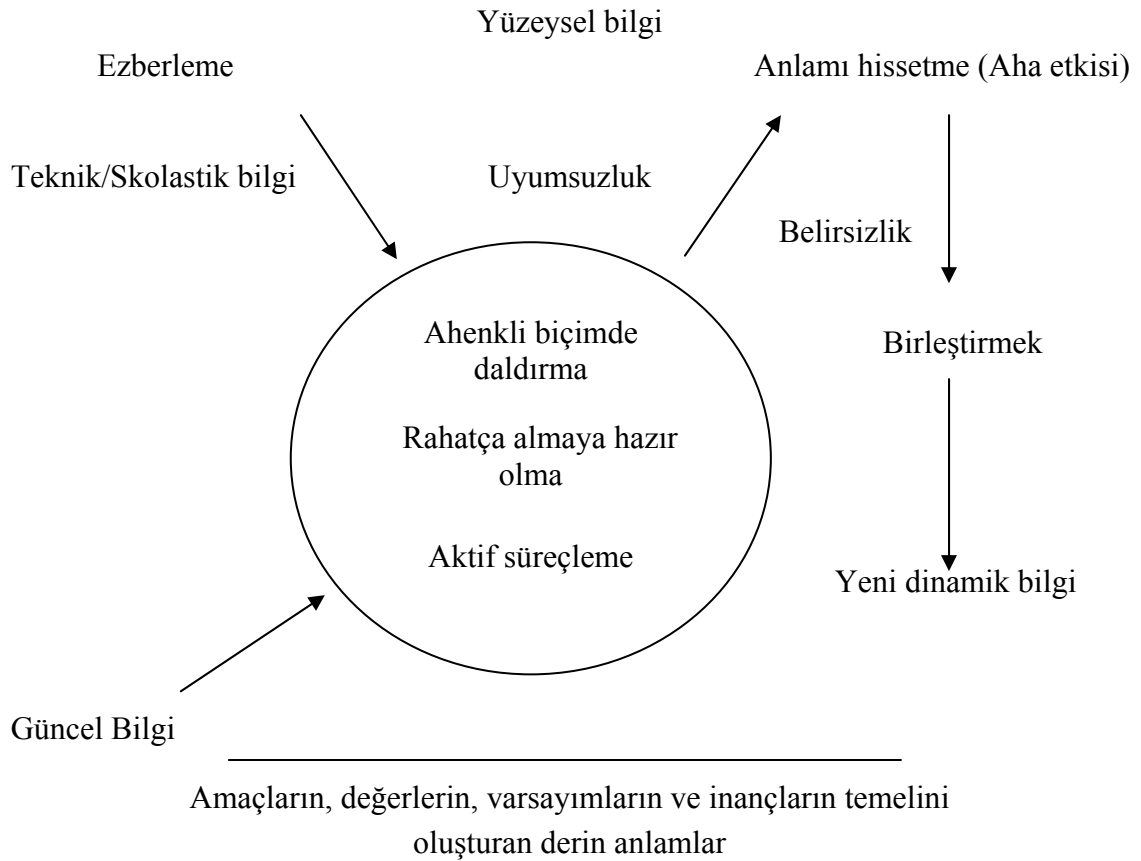 Yüzeysel bilgi
Ezberleme
Anlamı hissetme (Aha etkisi)
Teknik/Skolastik bilgi
Uyumsuzluk
Belirsizlik
Ahenkli biçimde
daldırma
Birleştirmek
Rahatça almaya hazır
olma
Aktif süreçleme
Yeni dinamik bilgi
Güncel Bilgi
Amaçların, değerlerin, varsayımların ve inançların temelini
oluşturan derin anlamlar